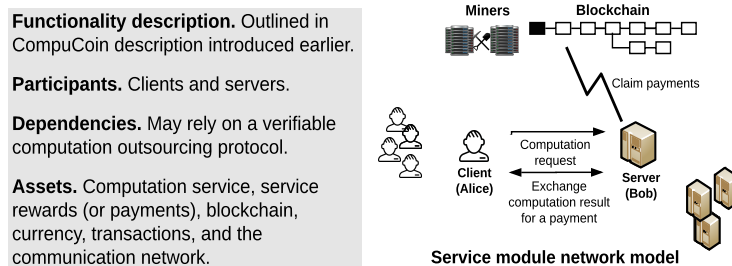 Functionality description. Outlined in
CompuCoin description introduced earlier.
Participants. Clients and servers.
Dependencies. May rely on a verifiable
computation outsourcing protocol.
Assets. Computation service, service
rewards (or payments), blockchain,
currency, transactions, and the
communication network.
Miners
Blockchain
Claim payments
Client
(Alice)
Computation
request
Exchange
computation result
for a payment
Server
(Bob)
Service module network model